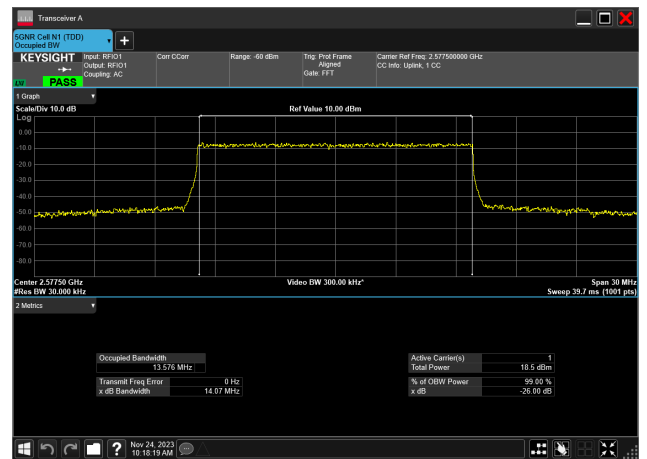 Transceiver A
5GNR Cell N1 (TDD)
Occupied BW
KEYSIGHT
LXI
PASS
Input: RFIO1
Output: RFIO1
Coupling: AC
Corr CCorr
Range: -60 dBm
Trig: Prot Frame
Aligned
Gate: FFT
Carrier Ref Freq: 2.577500000 GHz
CC Info: Uplink, 1 CC
1 Graph
Scale/Div 10.0 dB
Ref Value 10.00 dBm
Log
0.00
-10.0
-20.0
-30.0
-40.0
-50.0
-60.0
-70.0
-80.0
Center 2.57750 GHz
Video BW 300.00 kHz*
Span 30 MHz
#Res BW 30.000 kHz
Sweep 39.7 ms (1001 pts)
2 Metrics
Occupied Bandwidth
13.576 MHz
Active Carrier(s) 1
Total Power 18.5 dBm
Transmit Freq Error 0 Hz
x dB Bandwidth 14.07 MHz
% of OBW Power 99.00 %
x dB -26.00 dB
Nov 24, 2023
10:18:19 AM